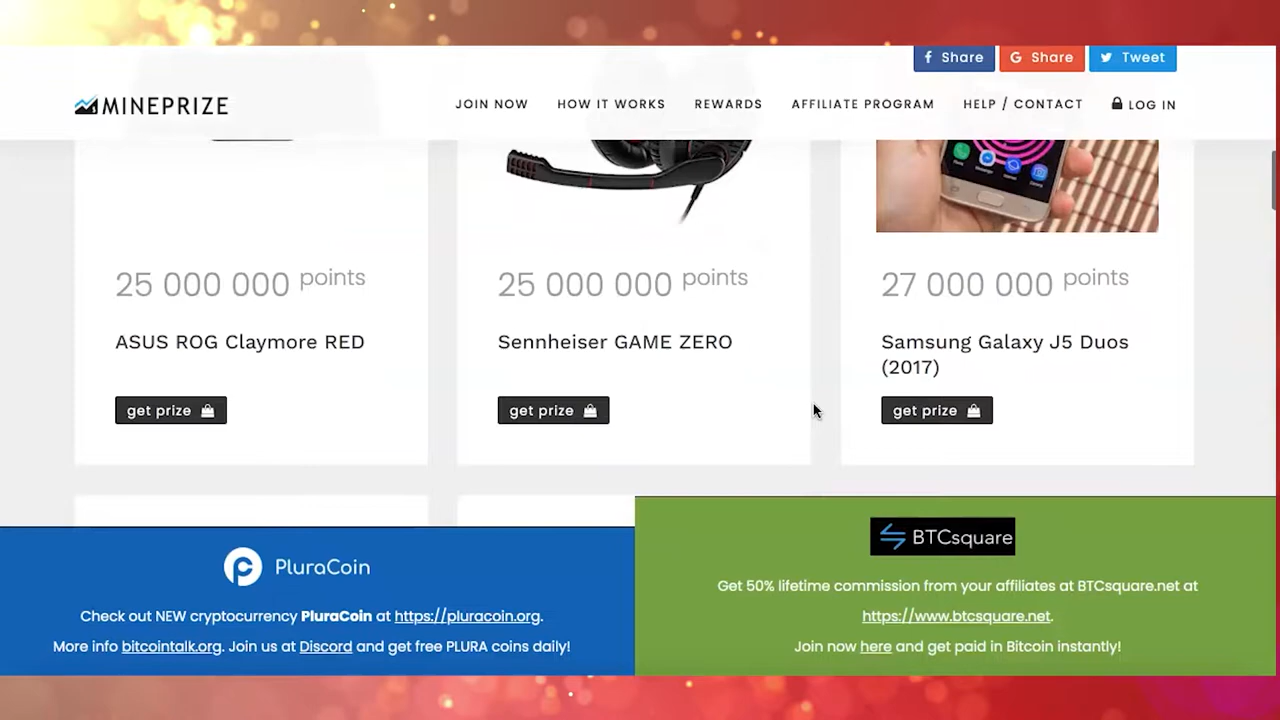 Share
Share
Tweet
MINEPRIZE
JOIN NOW
HOW IT WORKS
REWARDS
AFFILIATE PROGRAM
HELP / CONTACT
LOG IN
25 000 000 points
25 000 000 points
27 000 000 points
ASUS ROG Claymore RED
Sennheiser GAME ZERO
Samsung Galaxy J5 Duos
(2017)
get prize
get prize
get prize
PluraCoin
Check out NEW cryptocurrency PluraCoin at https://pluracoin.org.
More info bitcointalk.org. Join us at Discord and get free PLURA coins daily!
BTCsquare
Get 50% lifetime commission from your affiliates at BTCsquare.net at
https://www.btcsquare.net.
Join now here and get paid in Bitcoin instantly!